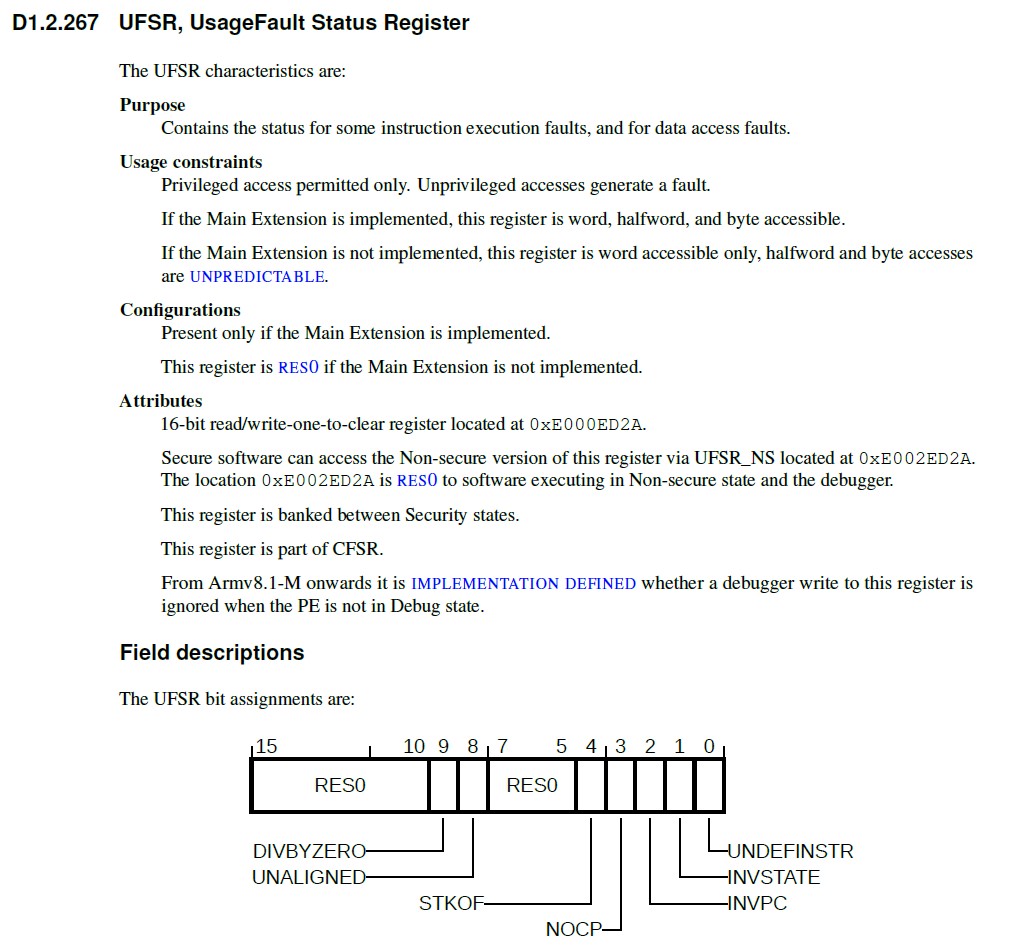 D1.2.267 UFSR, UsageFault Status Register
The UFSR characteristics are:
Purpose
Contains the status for some instruction execution faults, and for data access faults.
Usage constraints
Privileged access permitted only. Unprivileged accesses generate a fault.
If the Main Extension is implemented, this register is word, halfword, and byte accessible.
If the Main Extension is not implemented, this register is word accessible only, halfword and byte accesses
are UNPREDICTABLE.
Configurations
Present only if the Main Extension is implemented.
This register is RES0 if the Main Extension is not implemented.
Attributes
16-bit read/write-one-to-clear register located at 0xE000ED2A.
Secure software can access the Non-secure version of this register via UFSR_NS located at 0xE002ED2A.
The location 0xE002ED2A is RES0 to software executing in Non-secure state and the debugger.
This register is banked between Security states.
This register is part of CFSR.
From Armv8.1-M onwards it is IMPLEMENTATION DEFINED whether a debugger write to this register is
ignored when the PE is not in Debug state.
Field descriptions
The UFSR bit assignments are:
15 10 9 8 7 5 4 3 2 1 0
RES0 RES0
DIVBYZERO UNDEFINSTR
UNALIGNED INVSTATE
STKOF INVPC
NOCP